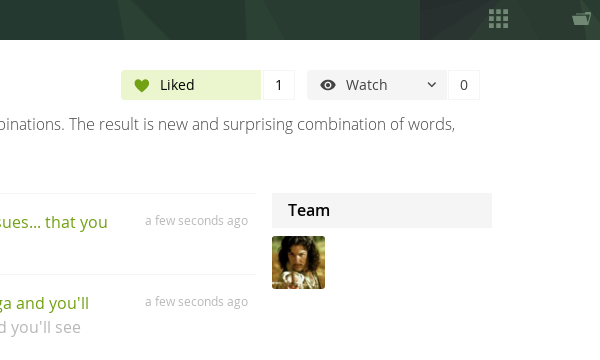 Liked 1 Watch 0
binations. The result is new and surprising combination of words,
sues... that you a few seconds ago
Team
ga and you'll a few seconds ago
d you'll see